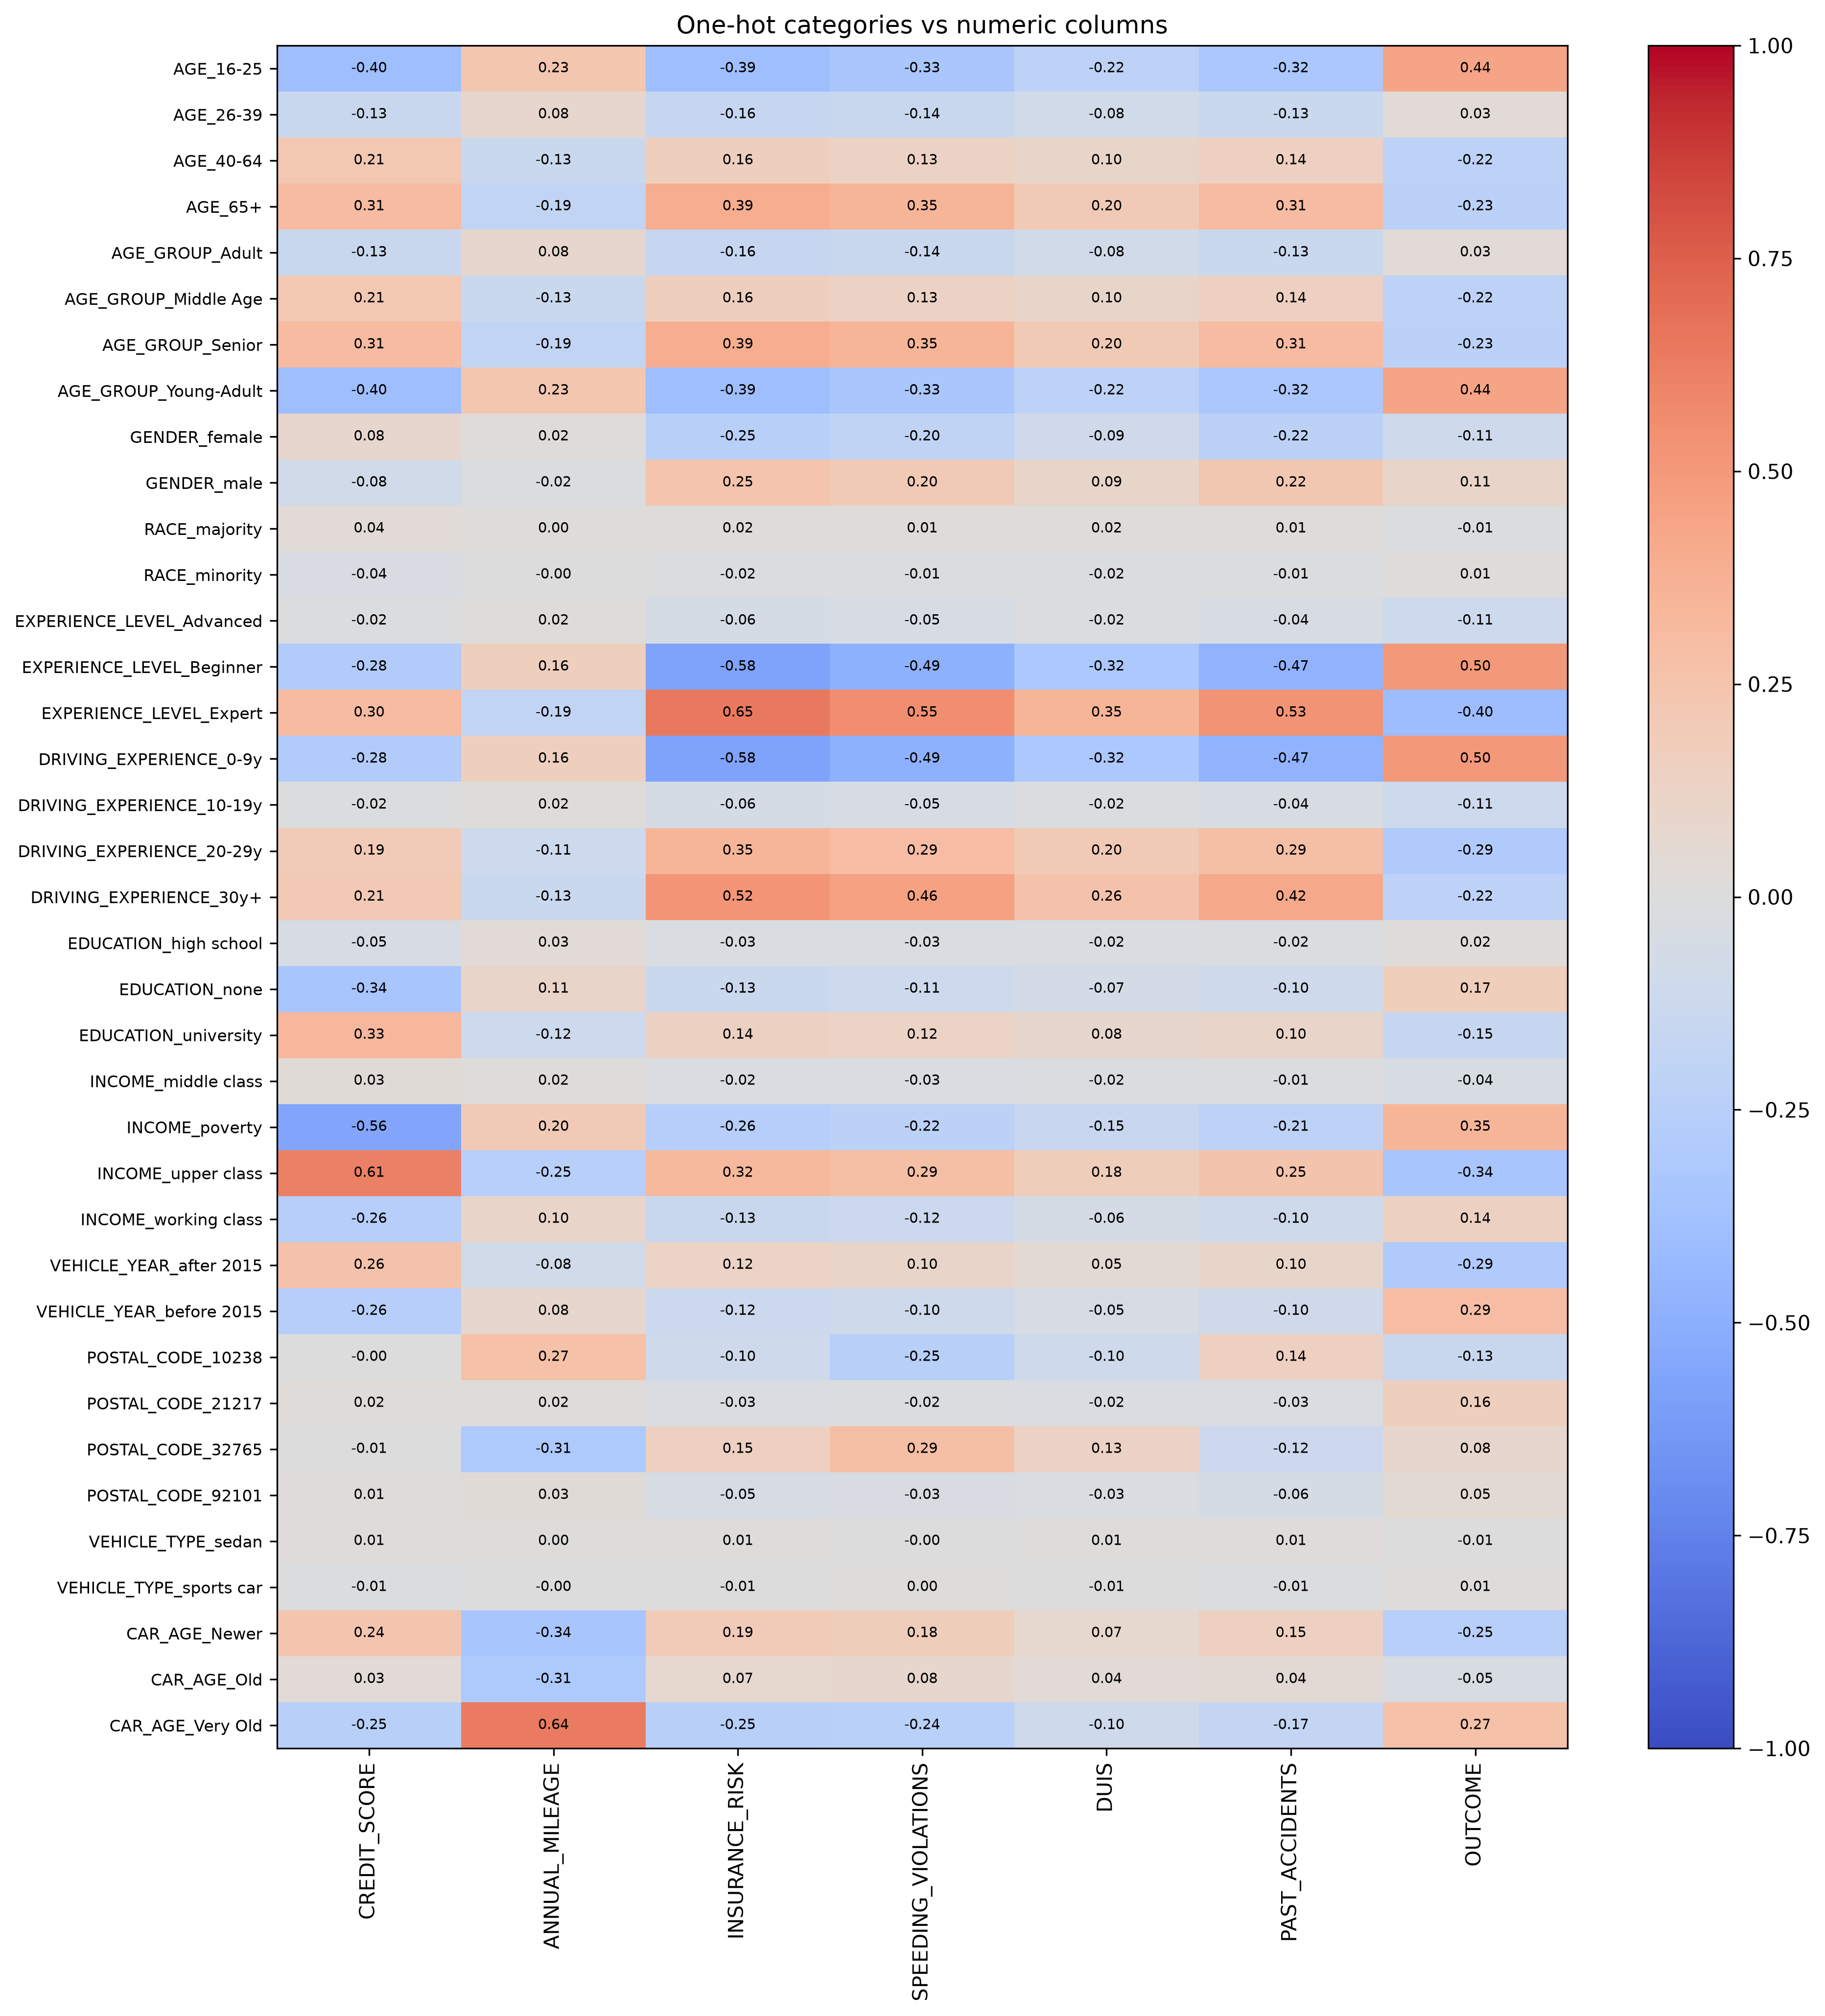 One-hot categories vs numeric columns
AGE_16-25 -0.40 0.23 -0.39 -0.33 -0.22 -0.32 0.44
AGE_26-39 -0.13 0.08 -0.16 -0.14 -0.08 -0.13 0.03
AGE_40-64 0.21 -0.13 0.16 0.13 0.10 0.14 -0.22
AGE_65+ 0.31 -0.19 0.39 0.35 0.20 0.31 -0.23
AGE_GROUP_Adult -0.13 0.08 -0.16 -0.14 -0.08 -0.13 0.03
AGE_GROUP_Middle Age 0.21 -0.13 0.16 0.13 0.10 0.14 -0.22
AGE_GROUP_Senior 0.31 -0.19 0.39 0.35 0.20 0.31 -0.23
AGE_GROUP_Young-Adult -0.40 0.23 -0.39 -0.33 -0.22 -0.32 0.44
GENDER_female 0.08 0.02 -0.25 -0.20 -0.09 -0.22 -0.11
GENDER_male -0.08 -0.02 0.25 0.20 0.09 0.22 0.11
RACE_majority 0.04 0.00 0.02 0.01 0.02 0.01 -0.01
RACE_minority -0.04 -0.00 -0.02 -0.01 -0.02 -0.01 0.01
EXPERIENCE_LEVEL_Advanced -0.02 0.02 -0.06 -0.05 -0.02 -0.04 -0.11
EXPERIENCE_LEVEL_Beginner -0.28 0.16 -0.58 -0.49 -0.32 -0.47 0.50
EXPERIENCE_LEVEL_Expert 0.30 -0.19 0.65 0.55 0.35 0.53 -0.40
DRIVING_EXPERIENCE_0-9y -0.28 0.16 -0.58 -0.49 -0.32 -0.47 0.50
DRIVING_EXPERIENCE_10-19y -0.02 0.02 -0.06 -0.05 -0.02 -0.04 -0.11
DRIVING_EXPERIENCE_20-29y 0.19 -0.11 0.35 0.29 0.20 0.29 -0.29
DRIVING_EXPERIENCE_30y+ 0.21 -0.13 0.52 0.46 0.26 0.42 -0.22
EDUCATION_high school -0.05 0.03 -0.03 -0.03 -0.02 -0.02 0.02
EDUCATION_none -0.34 0.11 -0.13 -0.11 -0.07 -0.10 0.17
EDUCATION_university 0.33 -0.12 0.14 0.12 0.08 0.10 -0.15
INCOME_middle class 0.03 0.02 -0.02 -0.03 -0.02 -0.01 -0.04
INCOME_poverty -0.56 0.20 -0.26 -0.22 -0.15 -0.21 0.35
INCOME_upper class 0.61 -0.25 0.32 0.29 0.18 0.25 -0.34
INCOME_working class -0.26 0.10 -0.13 -0.12 -0.06 -0.10 0.14
VEHICLE_YEAR_after 2015 0.26 -0.08 0.12 0.10 0.05 0.10 -0.29
VEHICLE_YEAR_before 2015 -0.26 0.08 -0.12 -0.10 -0.05 -0.10 0.29
POSTAL_CODE_10238 -0.00 0.27 -0.10 -0.25 -0.10 0.14 -0.13
POSTAL_CODE_21217 0.02 0.02 -0.03 -0.02 -0.02 -0.03 0.16
POSTAL_CODE_32765 -0.01 -0.31 0.15 0.29 0.13 -0.12 0.08
POSTAL_CODE_92101 0.01 0.03 -0.05 -0.03 -0.03 -0.06 0.05
VEHICLE_TYPE_sedan 0.01 0.00 0.01 -0.00 0.01 0.01 -0.01
VEHICLE_TYPE_sports car -0.01 -0.00 -0.01 0.00 -0.01 -0.01 0.01
CAR_AGE_Newer 0.24 -0.34 0.19 0.18 0.07 0.15 -0.25
CAR_AGE_Old 0.03 -0.31 0.07 0.08 0.04 0.04 -0.05
CAR_AGE_Very Old -0.25 0.64 -0.25 -0.24 -0.10 -0.17 0.27
CREDIT_SCORE
ANNUAL_MILEAGE
INSURANCE_RISK
SPEEDING_VIOLATIONS
DUIS
PAST_ACCIDENTS
OUTCOME
1.00
0.75
0.50
0.25
0.00
−0.25
−0.50
−0.75
−1.00